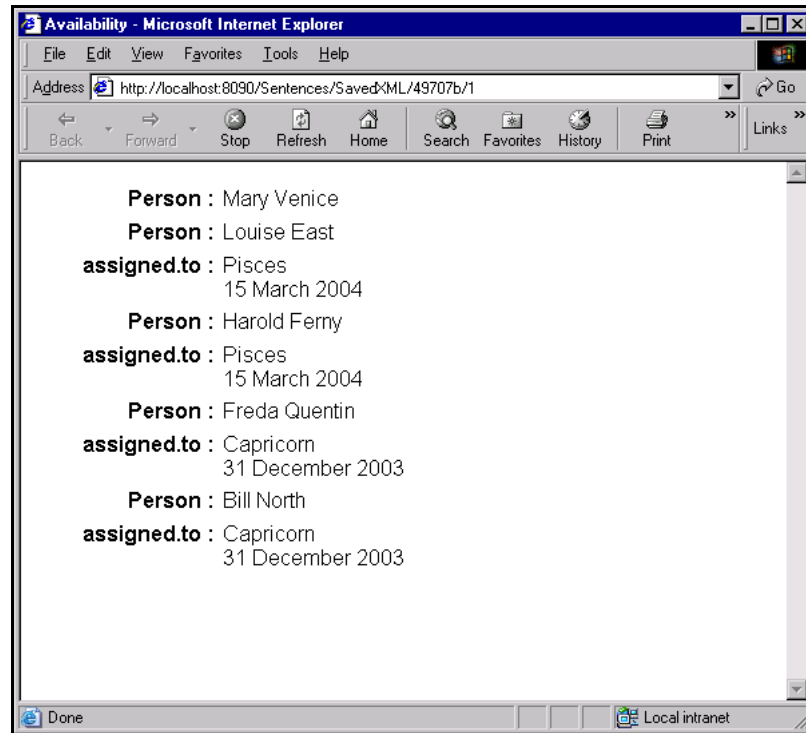 Availability - Microsoft Internet Explorer
File Edit View Favorites Tools Help
Address http://localhost:8090/Sentences/SavedXML/49707b/1 Go
Back Forward Stop Refresh Home Search Favorites History Print » Links »
Person : Mary Venice
Person : Louise East
assigned.to : Pisces
15 March 2004
Person : Harold Ferny
assigned.to : Pisces
15 March 2004
Person : Freda Quentin
assigned.to : Capricorn
31 December 2003
Person : Bill North
assigned.to : Capricorn
31 December 2003
Done Local intranet